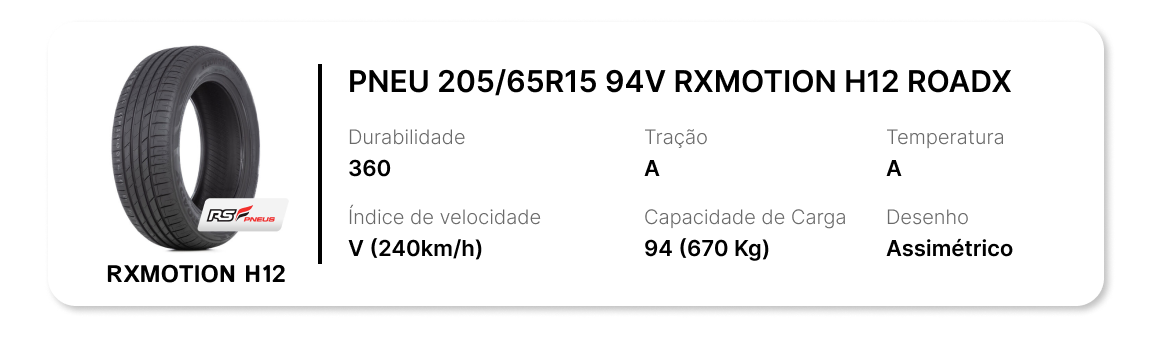 PNEU 205/65R15 94V RXMOTION H12 ROADX
Durabilidade
360
Tração
A
Temperatura
A
Índice de velocidade
V (240km/h)
Capacidade de Carga
94 (670 Kg)
Desenho
Assimétrico
RS PNEUS
RXMOTION H12